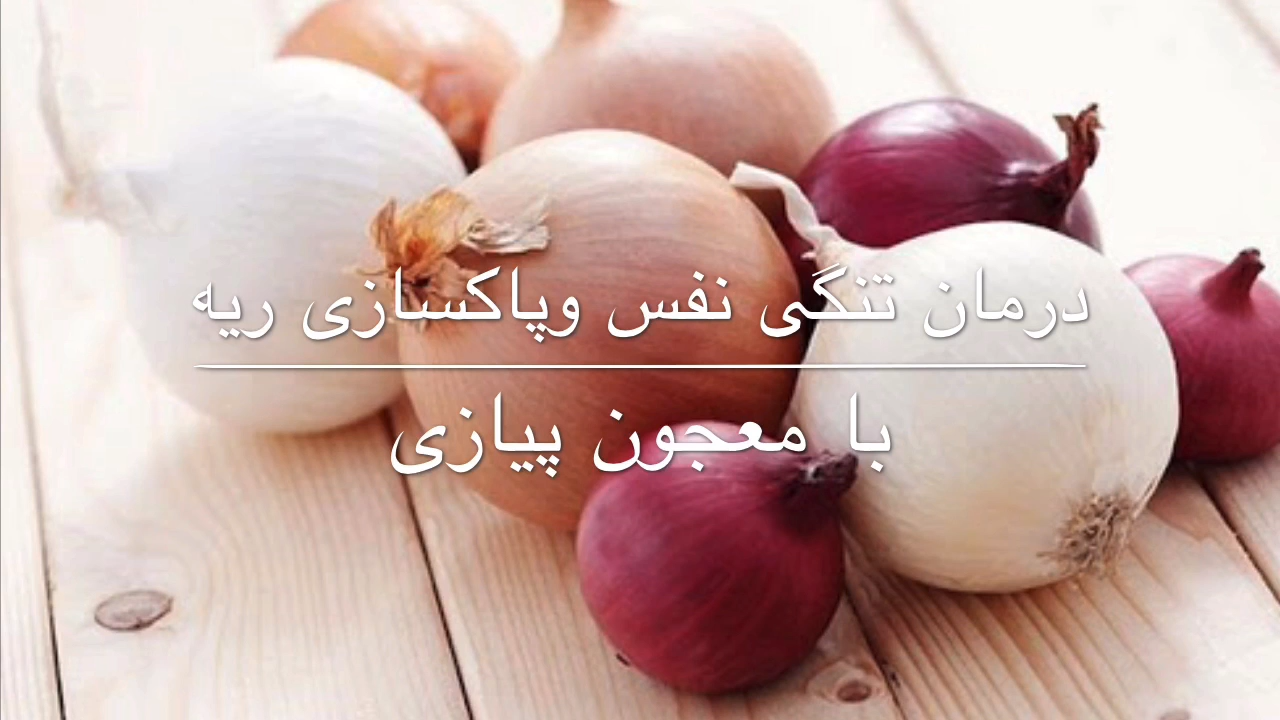 درمان تنگی نفس وپاکسازی ریه
با معجون پیازی